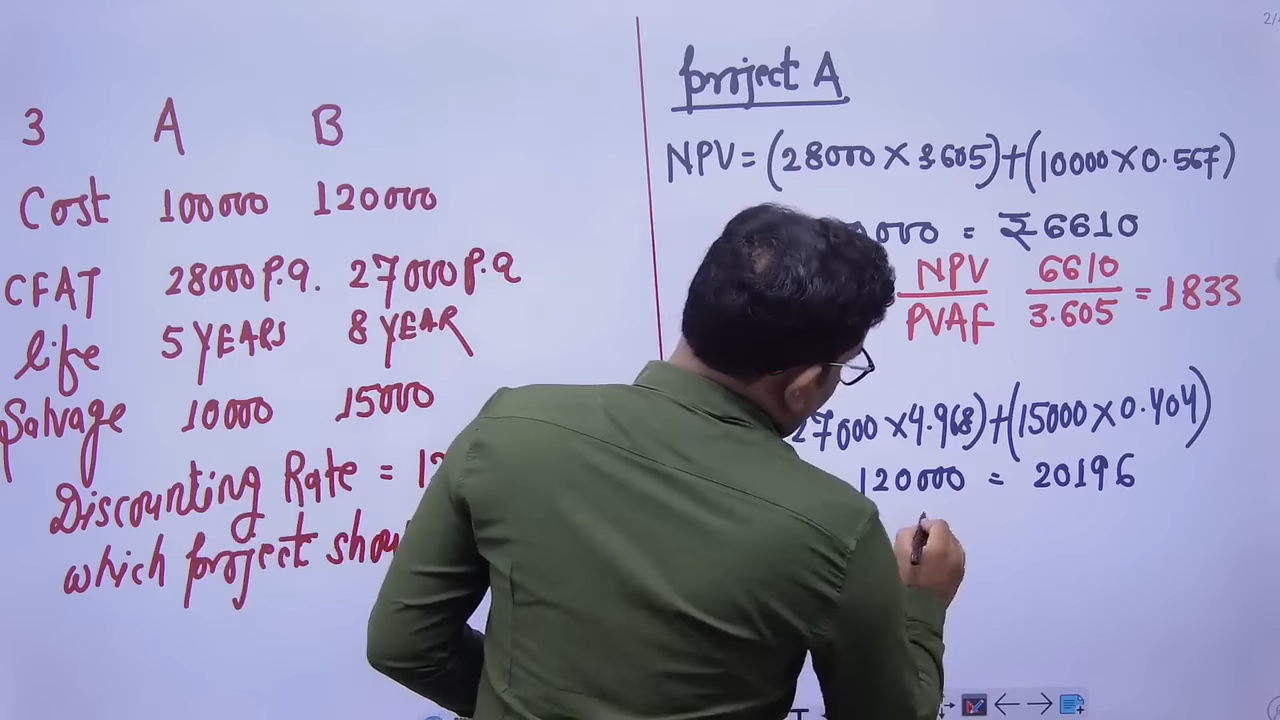 3 A B
Cost 100000 120000
CFAT 28000 P.a. 27000 P.a
life 5 YEARS 8 YEAR
Salvage 10000 15000
Discounting Rate = 1
which project
project A
NPV = (28000 × 3.605) + (10000 × 0.567)
000 = ₹6610
NPV 6610
PVAF 3.605 = 1833
27000 × 4.968) + (15000 × 0.404)
120000 = 20196